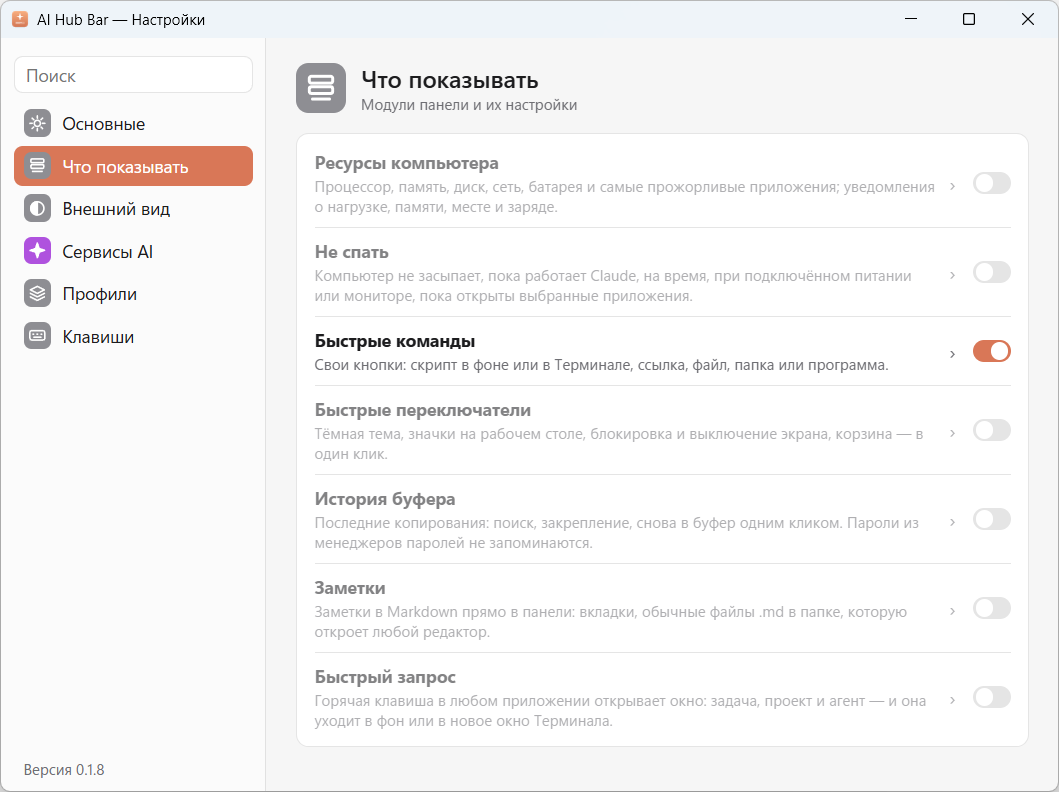 AI Hub Bar — Настройки
Поиск
Основные
Что показывать
Внешний вид
Сервисы AI
Профили
Клавиши
Версия 0.1.8
Что показывать
Модули панели и их настройки
Ресурсы компьютера
Процессор, память, диск, сеть, батарея и самые прожорливые приложения; уведомления
о нагрузке, памяти, месте и заряде.
Не спать
Компьютер не засыпает, пока работает Claude, на время, при подключённом питании
или мониторе, пока открыты выбранные приложения.
Быстрые команды
Свои кнопки: скрипт в фоне или в Терминале, ссылка, файл, папка или программа.
Быстрые переключатели
Тёмная тема, значки на рабочем столе, блокировка и выключение экрана, корзина — в
один клик.
История буфера
Последние копирования: поиск, закрепление, снова в буфер одним кликом. Пароли из
менеджеров паролей не запоминаются.
Заметки
Заметки в Markdown прямо в панели: вкладки, обычные файлы .md в папке, которую
откроет любой редактор.
Быстрый запрос
Горячая клавиша в любом приложении открывает окно: задача, проект и агент — и она
уходит в фон или в новое окно Терминала.